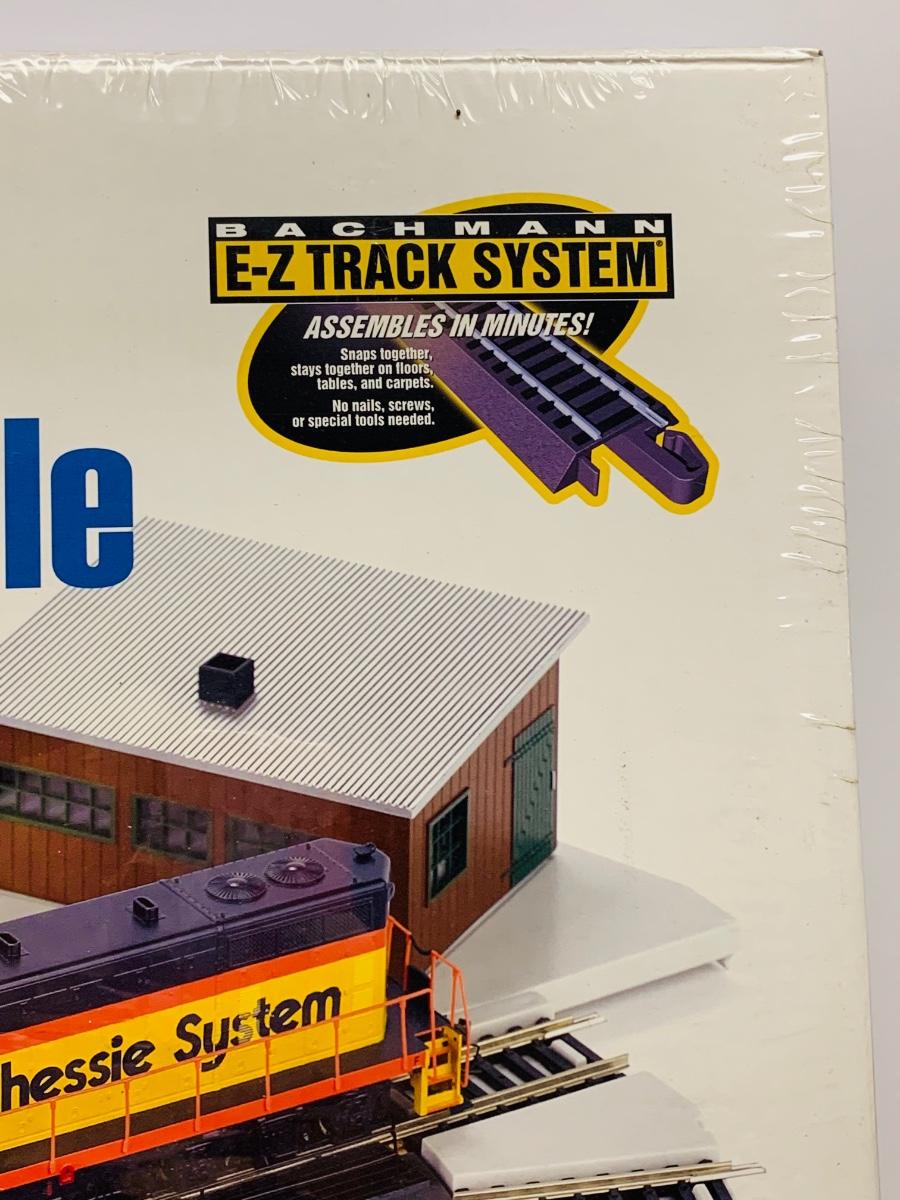 BACHMANN
E-Z TRACK SYSTEM®
ASSEMBLES IN MINUTES!
Snaps together,
stays together on floors,
tables, and carpets.
No nails, screws,
or special tools needed.
le
hessie System